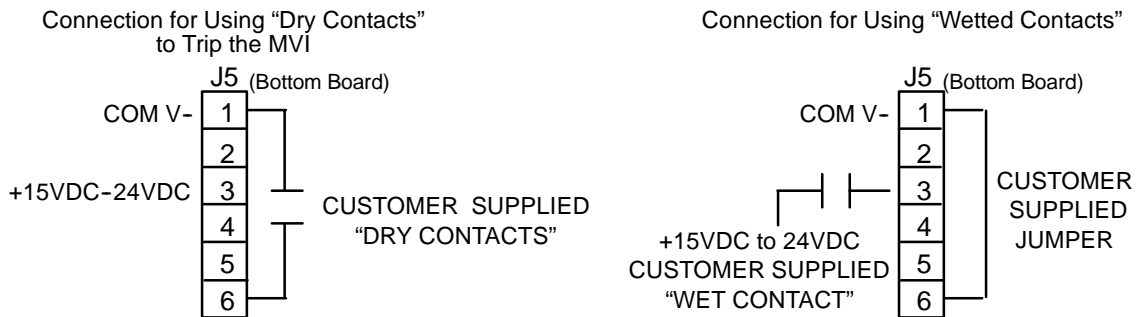 Connection for Using “Dry Contacts”
to Trip the MVI
J5 (Bottom Board)
COM V-
1
2
+15VDC-24VDC
3
4
5
6
CUSTOMER SUPPLIED
“DRY CONTACTS”
Connection for Using “Wetted Contacts”
J5 (Bottom Board)
COM V-
1
2
3
4
5
6
+15VDC to 24VDC
CUSTOMER SUPPLIED
“WET CONTACT”
CUSTOMER
SUPPLIED
JUMPER